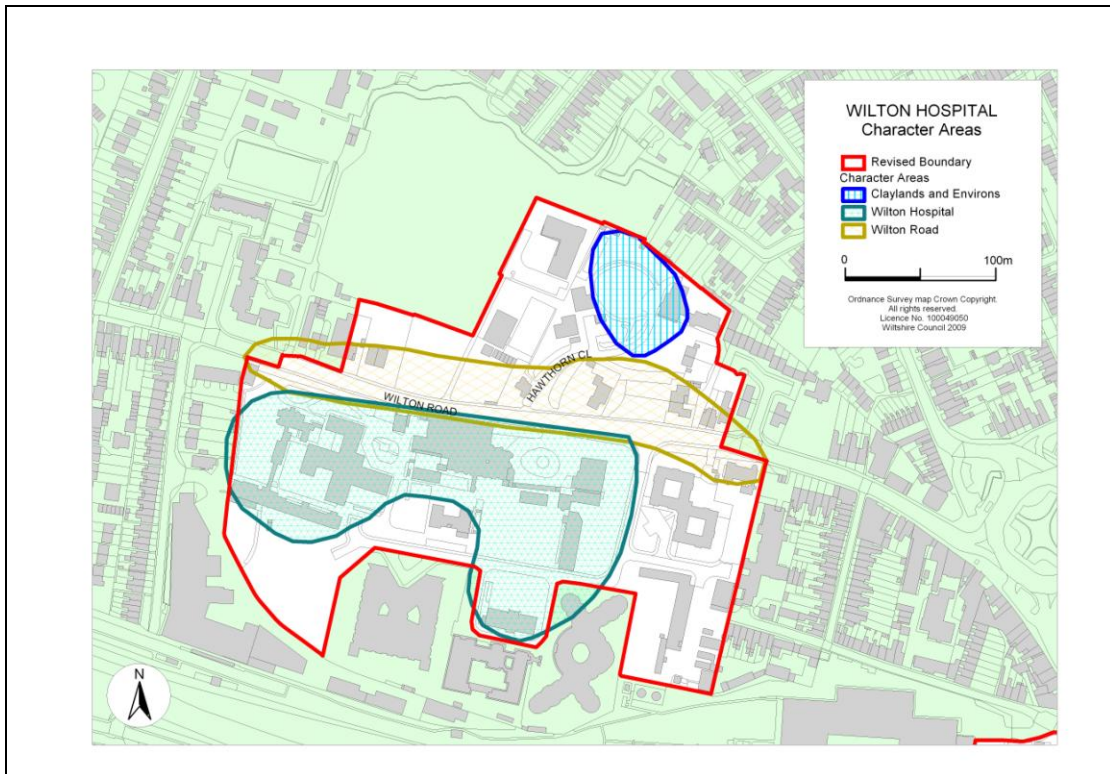 WILTON HOSPITAL
Character Areas
Revised Boundary
Character Areas
Claylands and Environs
Wilton Hospital
Wilton Road
0 100m
Ordnance Survey map Crown Copyright.
All rights reserved.
Licence No. 100049050
Wiltshire Council 2009
HAWTHORN CL
WILTON ROAD
N